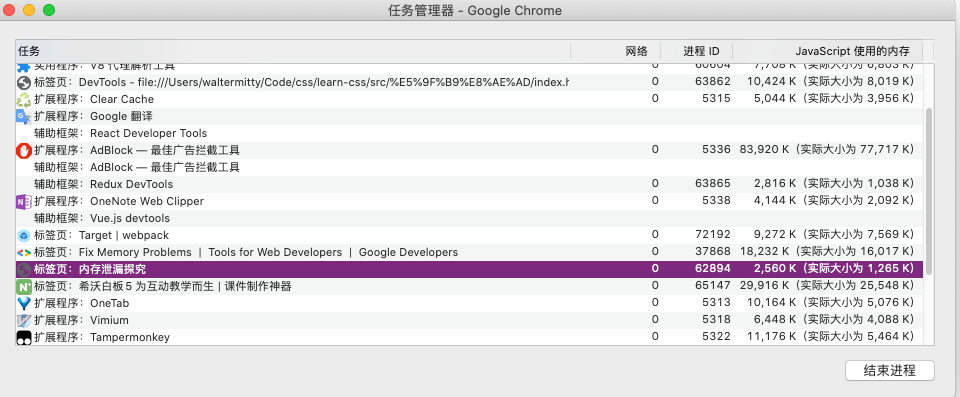 任务管理器 - Google Chrome
任务 网络 进程 ID JavaScript 使用的内存
实用程序： V8 代理解析工具 0 60604 7,708 K（实际大小为 6,803 K）
标签页： DevTools - file:///Users/waltermitty/Code/css/learn-css/src/%E5%9F%B9%E8%AE%AD/index.h 0 63862 10,424 K（实际大小为 8,019 K）
扩展程序： Clear Cache 0 5315 5,044 K（实际大小为 3,956 K）
扩展程序： Google 翻译
辅助框架： React Developer Tools
扩展程序： AdBlock — 最佳广告拦截工具 0 5336 83,920 K（实际大小为 77,717 K）
辅助框架： AdBlock — 最佳广告拦截工具
辅助框架： Redux DevTools 0 63865 2,816 K（实际大小为 1,038 K）
扩展程序： OneNote Web Clipper 0 5338 4,144 K（实际大小为 2,092 K）
辅助框架： Vue.js devtools
标签页： Target | webpack 0 72192 9,272 K（实际大小为 7,569 K）
标签页： Fix Memory Problems | Tools for Web Developers | Google Developers 0 37868 18,232 K（实际大小为 16,017 K）
标签页： 内存泄漏探究 0 62894 2,560 K（实际大小为 1,265 K）
标签页： 希沃白板 5 为互动教学而生 | 课件制作神器 0 65147 29,916 K（实际大小为 25,548 K）
扩展程序： OneTab 0 5313 10,164 K（实际大小为 5,076 K）
扩展程序： Vimium 0 5318 6,448 K（实际大小为 4,088 K）
扩展程序： Tampermonkey 0 5322 11,176 K（实际大小为 5,464 K）
结束进程